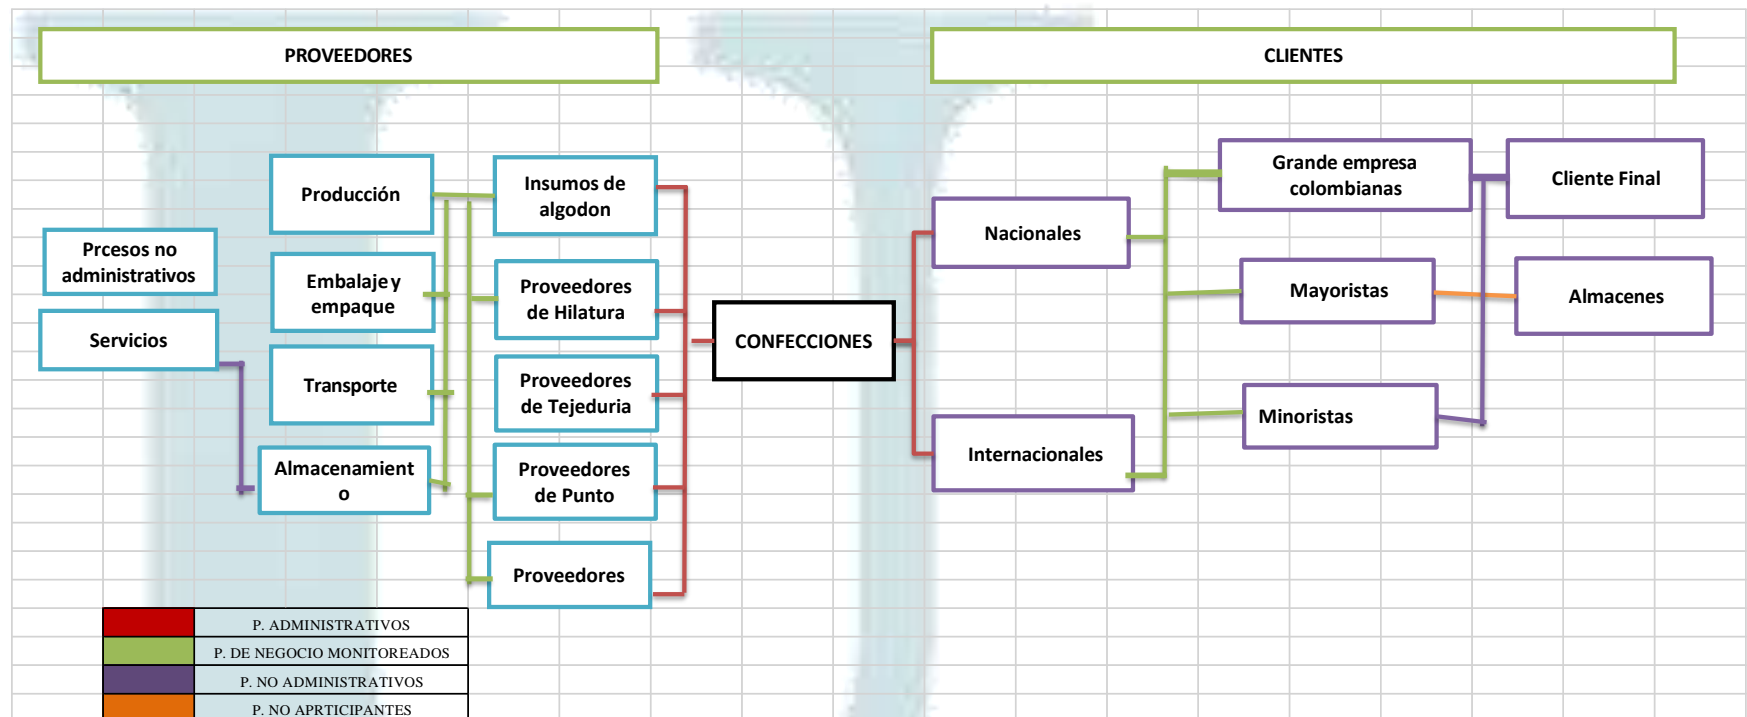 PROVEEDORES
CLIENTES
Producción
Insumos de
algodon
Grande empresa
colombianas
Cliente Final
Prcesos no
administrativos
Nacionales
Embalaje y
empaque
Proveedores
de Hilatura
Mayoristas
Almacenes
Servicios
CONFECCIONES
Transporte
Proveedores
de Tejeduria
Minoristas
Almacenamient
o
Proveedores
de Punto
Internacionales
Proveedores
P. ADMINISTRATIVOS
P. DE NEGOCIO MONITOREADOS
P. NO ADMINISTRATIVOS
P. NO APRTICIPANTES